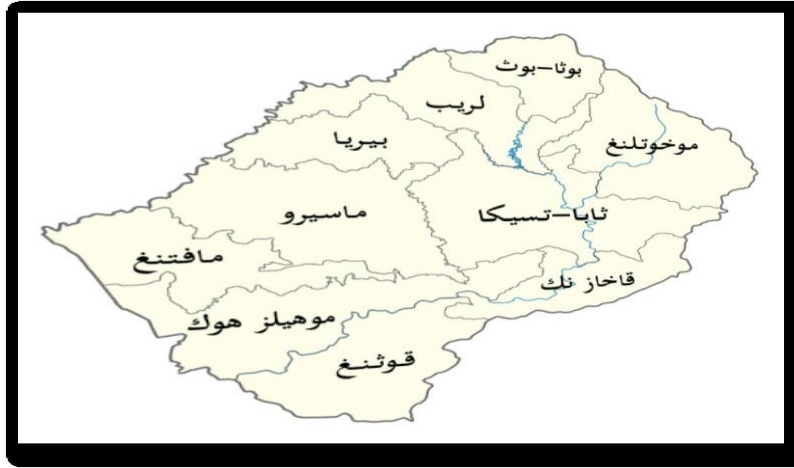 بوثا-بوث
لريب
بيريا
موخوتلنغ
ماسيرو
ثابا-تسيكا
مافتنغ
قاخاز نك
موهيلز هوك
قوثنغ